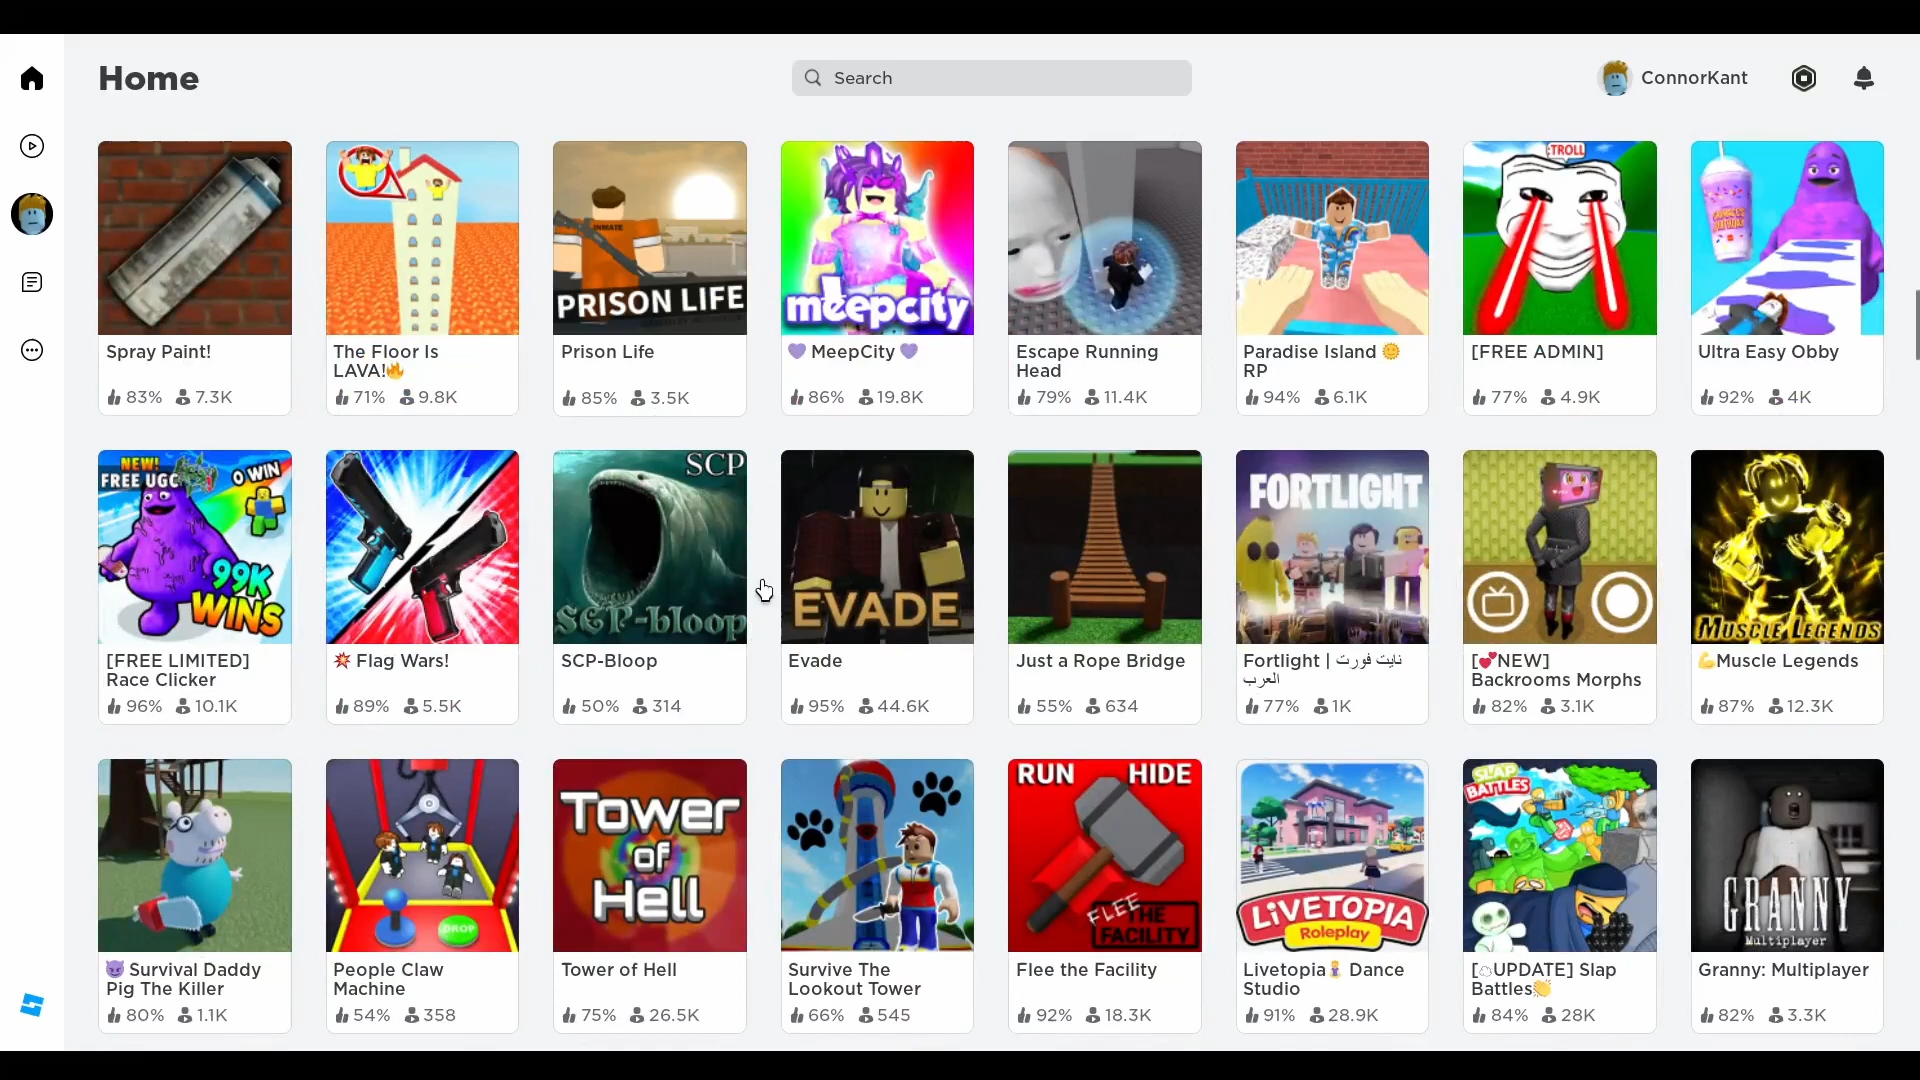 Home
Search
ConnorKant
INMATE
PRISON LIFE
meepcity
:TROLL
Spray Paint!
83% 7.3K
The Floor Is
LAVA!🔥
71% 9.8K
Prison Life
85% 3.5K
💜 MeepCity 💜
86% 19.8K
Escape Running
Head
79% 11.4K
Paradise Island 🌞
RP
94% 6.1K
[FREE ADMIN]
77% 4.9K
Ultra Easy Obby
92% 4K
NEW!
FREE UGC
0 WIN
99K
WINS
SCP
SCP-bloop
EVADE
FORTLIGHT
MUSCLE LEGENDS
[FREE LIMITED]
Race Clicker
96% 10.1K
💥 Flag Wars!
89% 5.5K
SCP-Bloop
50% 314
Evade
95% 44.6K
Just a Rope Bridge
55% 634
Fortlight | نايت فورت
العرب
77% 1K
[💕NEW]
Backrooms Morphs
82% 3.1K
💪Muscle Legends
87% 12.3K
DROP
Tower
of
Hell
RUN HIDE
FLEE
THE
FACILITY
LIVETOPIA
Roleplay
SLAP
BATTLES
GRANNY
Multiplayer
😈 Survival Daddy
Pig The Killer
80% 1.1K
People Claw
Machine
54% 358
Tower of Hell
75% 26.5K
Survive The
Lookout Tower
66% 545
Flee the Facility
92% 18.3K
Livetopia🤱 Dance
Studio
91% 28.9K
[☁UPDATE] Slap
Battles👏
84% 28K
Granny: Multiplayer
82% 3.3K